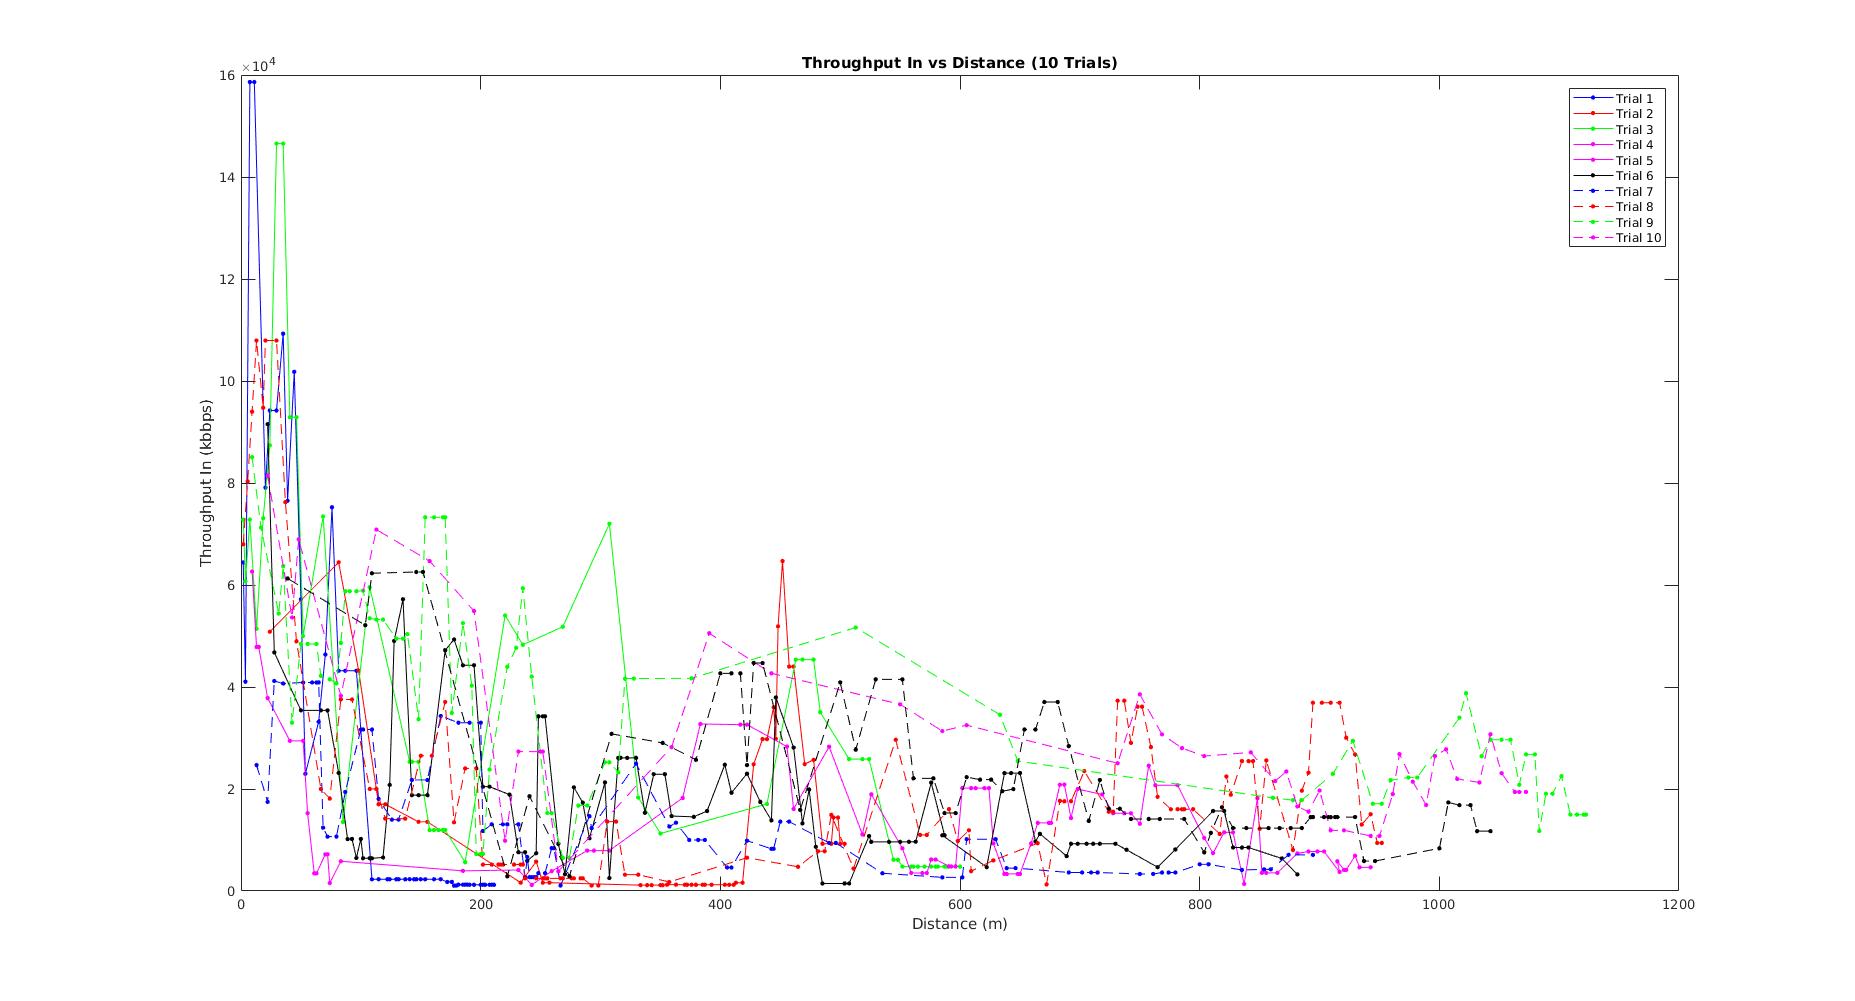 Throughput In vs Distance (10 Trials)
×10^4
16
14
12
10
8
6
4
2
0
Throughput In (kbbps)
0 200 400 600 800 1000 1200
Distance (m)
Trial 1
Trial 2
Trial 3
Trial 4
Trial 5
Trial 6
Trial 7
Trial 8
Trial 9
Trial 10